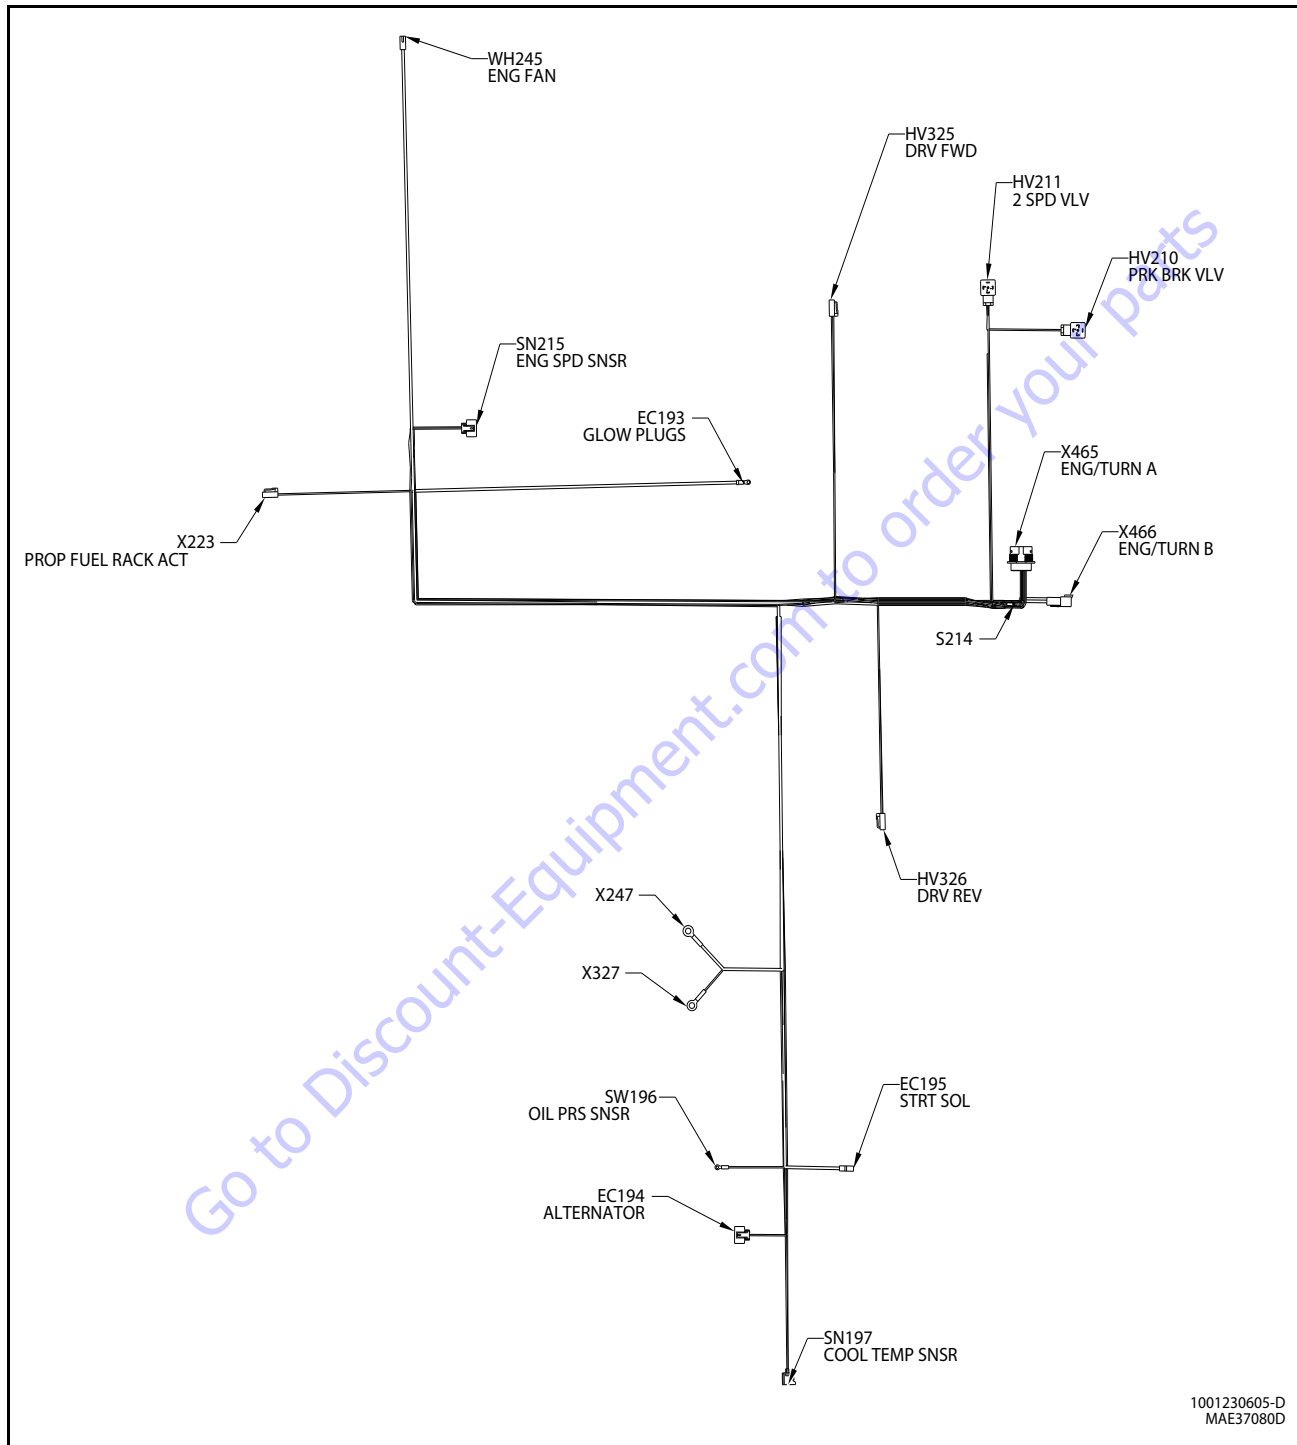 WH245
ENG FAN
HV325
DRV FWD
HV211
2 SPD VLV
HV210
PRK BRK VLV
SN215
ENG SPD SNSR
EC193
GLOW PLUGS
X465
ENG/TURN A
X223
PROP FUEL RACK ACT
X466
ENG/TURN B
S214
HV326
DRV REV
X247
X327
EC195
STRT SOL
SW196
OIL PRS SNSR
EC194
ALTERNATOR
SN197
COOL TEMP SNSR
1001230605-D
MAE37080D
Go to Discount-Equipment.com to order your parts